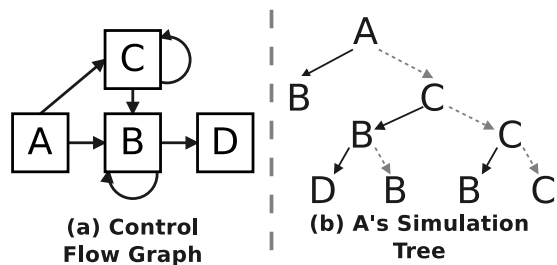 C
A B D
(a) Control
Flow Graph
A
B C
B C
D B B C
(b) A's Simulation
Tree